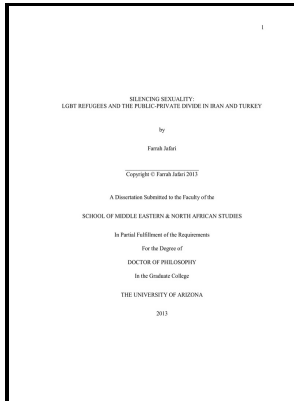 1
SILENCING SEXUALITY:
LGBT REFUGEES AND THE PUBLIC-PRIVATE DIVIDE IN IRAN AND TURKEY
by
Farrah Jafari
Copyright © Farrah Jafari 2013
A Dissertation Submitted to the Faculty of the
SCHOOL OF MIDDLE EASTERN & NORTH AFRICAN STUDIES
In Partial Fulfillment of the Requirements
For the Degree of
DOCTOR OF PHILOSOPHY
In the Graduate College
THE UNIVERSITY OF ARIZONA
2013